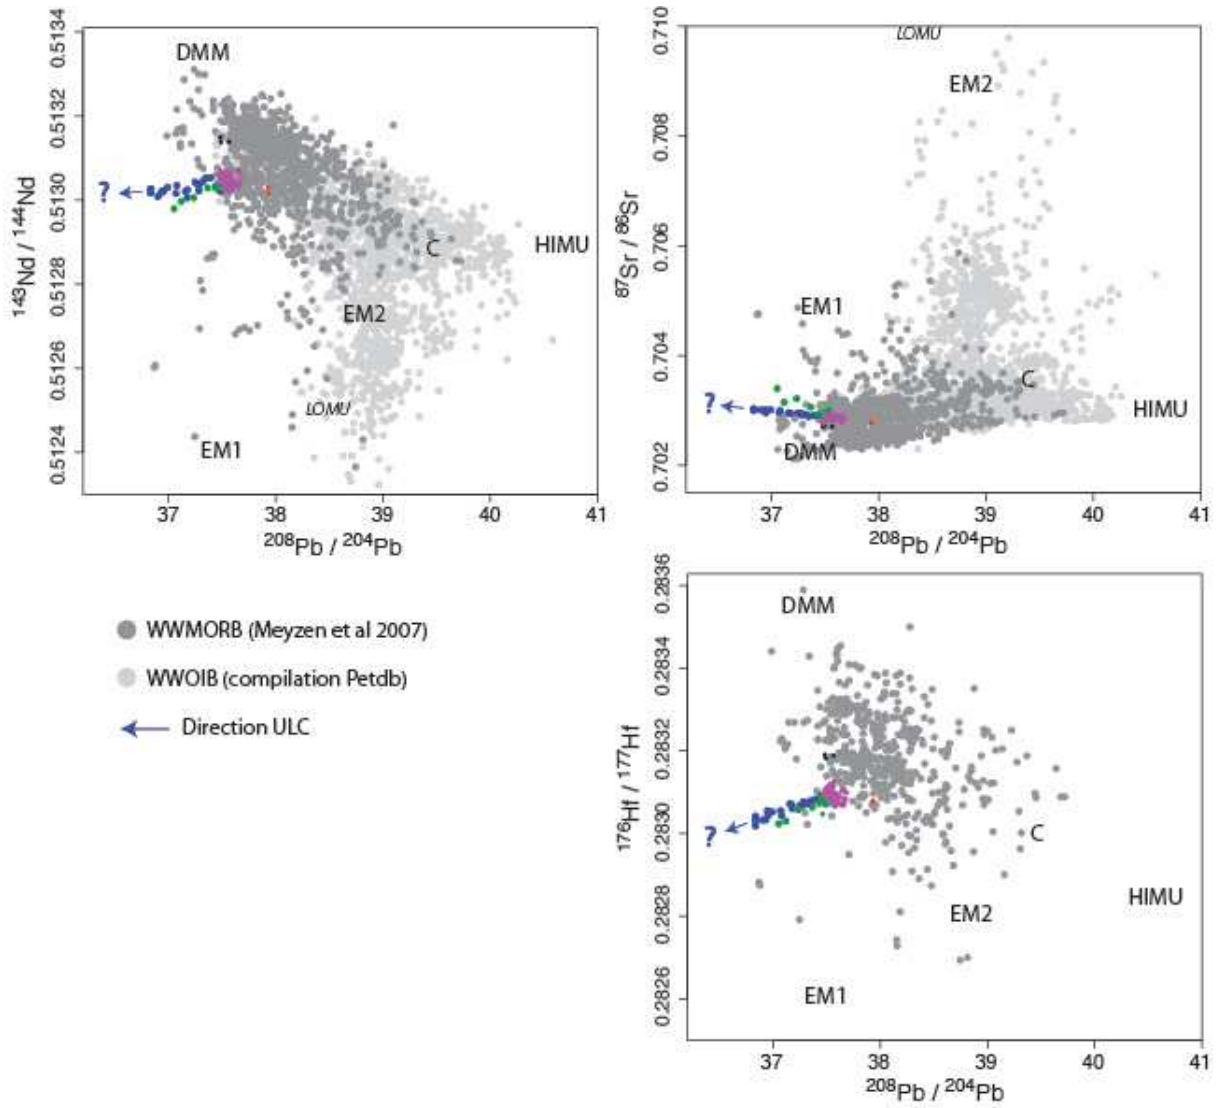 0.5134
0.5132
0.5130
0.5128
0.5126
0.5124
143Nd / 144Nd
DMM
?
C
HIMU
EM2
LOMU
EM1
37 38 39 40 41
208Pb / 204Pb
0.710
0.708
0.706
0.704
0.702
87Sr / 86Sr
LOMU
EM2
EM1
C
?
HIMU
DMM
37 38 39 40 41
208Pb / 204Pb
WWMORB (Meyzen et al 2007)
WWOIB (compilation Petdb)
Direction ULC
0.2836
0.2834
0.2832
0.2830
0.2828
0.2826
176Hf / 177Hf
DMM
?
C
HIMU
EM2
EM1
37 38 39 40 41
208Pb / 204Pb